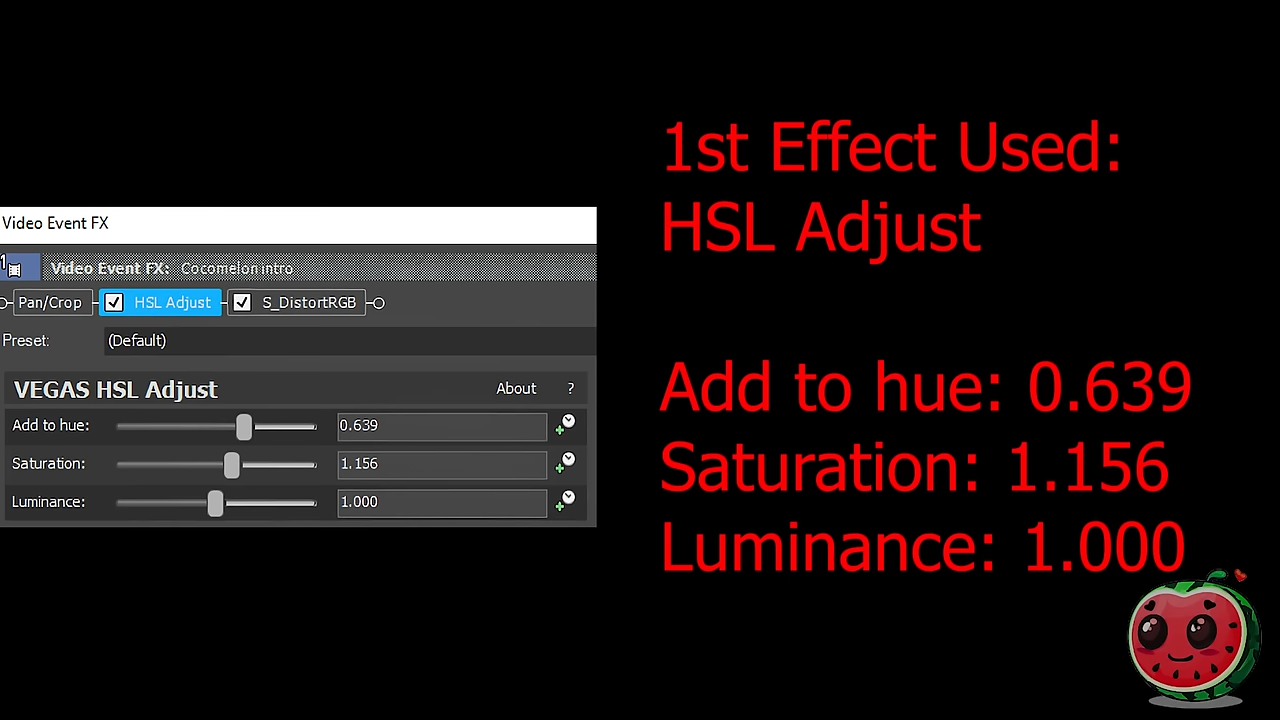 Video Event FX
1
Video Event FX: Cocomelon intro
Pan/Crop HSL Adjust S_DistortRGB
Preset: (Default)
VEGAS HSL Adjust About ?
Add to hue: 0.639
Saturation: 1.156
Luminance: 1.000
1st Effect Used:
HSL Adjust
Add to hue: 0.639
Saturation: 1.156
Luminance: 1.000